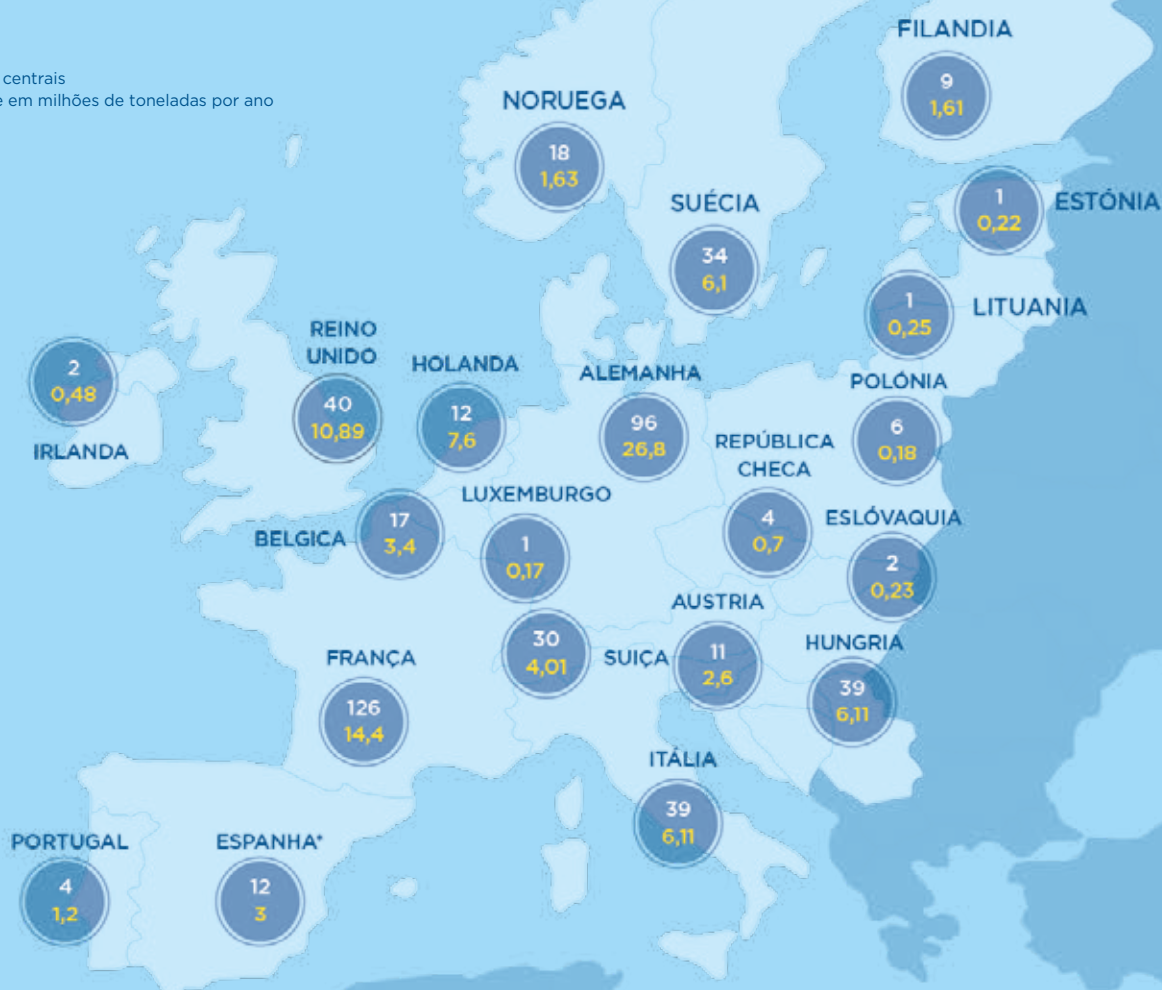 centrais
e em milhões de toneladas por ano
FILANDIA
9
1,61
NORUEGA
18
1,63
SUÉCIA
34
6,1
1
0,22
ESTÓNIA
1
0,25
LITUANIA
REINO
UNIDO
40
10,89
2
0,48
IRLANDA
HOLANDA
12
7,6
ALEMANHA
96
26,8
POLÓNIA
6
0,18
REPÚBLICA
CHECA
4
0,7
LUXEMBURGO
1
0,17
BELGICA
17
3,4
ESLÓVAQUIA
2
0,23
AUSTRIA
11
2,6
30
4,01
SUIÇA
HUNGRIA
39
6,11
FRANÇA
126
14,4
ITÁLIA
39
6,11
PORTUGAL
4
1,2
ESPANHA*
12
3